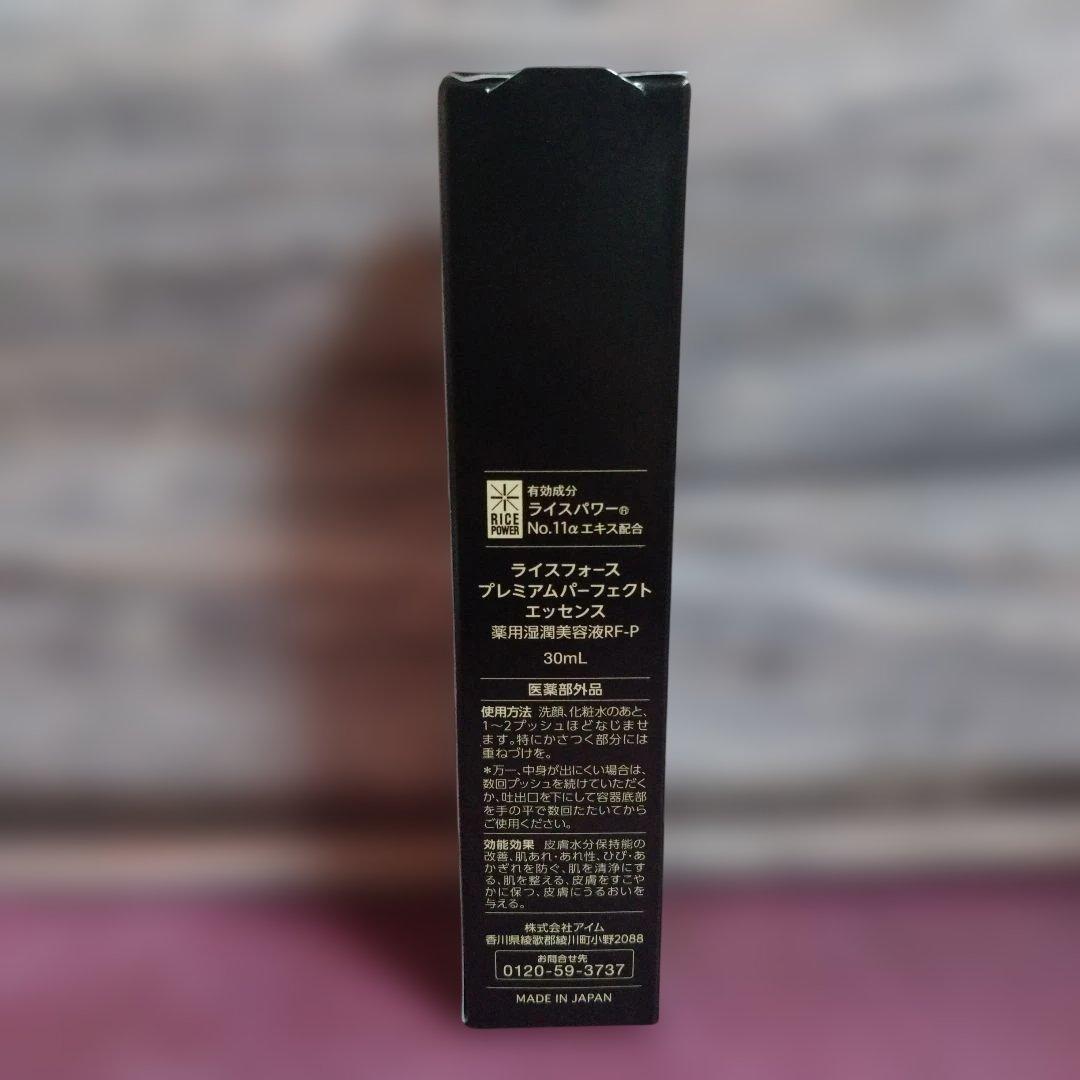 RICE
POWER
有効成分
ライスパワー®
No.11α エキス配合
ライスフォース
プレミアムパーフェクト
エッセンス
薬用湿潤美容液RF-P
30mL
医薬部外品
使用方法 洗顔、化粧水のあと、
1〜2プッシュほどなじませ
ます。特にかさつく部分には
重ねづけを。
*万一、中身が出にくい場合は、
数回プッシュを続けていただく
か、吐出口を下にして容器底部
を手の平で数回たたいてから
ご使用ください。
効能効果 皮膚水分保持能の
改善、肌あれ・あれ性、ひび・あ
かぎれを防ぐ、肌を清浄にす
る、肌を整える、皮膚をすこや
かに保つ、皮膚にうるおいを
与える。
株式会社アイム
香川県綾歌郡綾川町小野2088
お問合せ先
0120-59-3737
MADE IN JAPAN